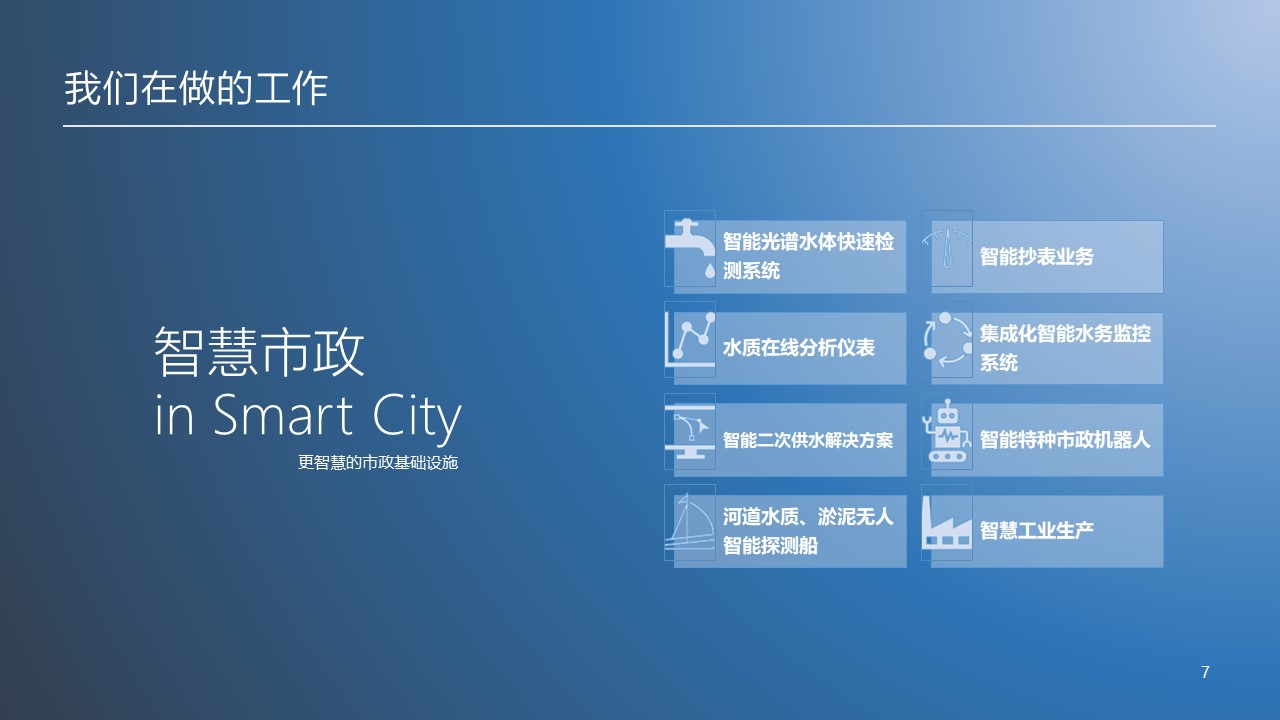 我们在做的工作
智慧市政
in Smart City
更智慧的市政基础设施
智能光谱水体快速检
测系统
智能抄表业务
水质在线分析仪表
集成化智能水务监控
系统
智能二次供水解决方案
智能特种市政机器人
河道水质、淤泥无人
智能探测船
智慧工业生产
7